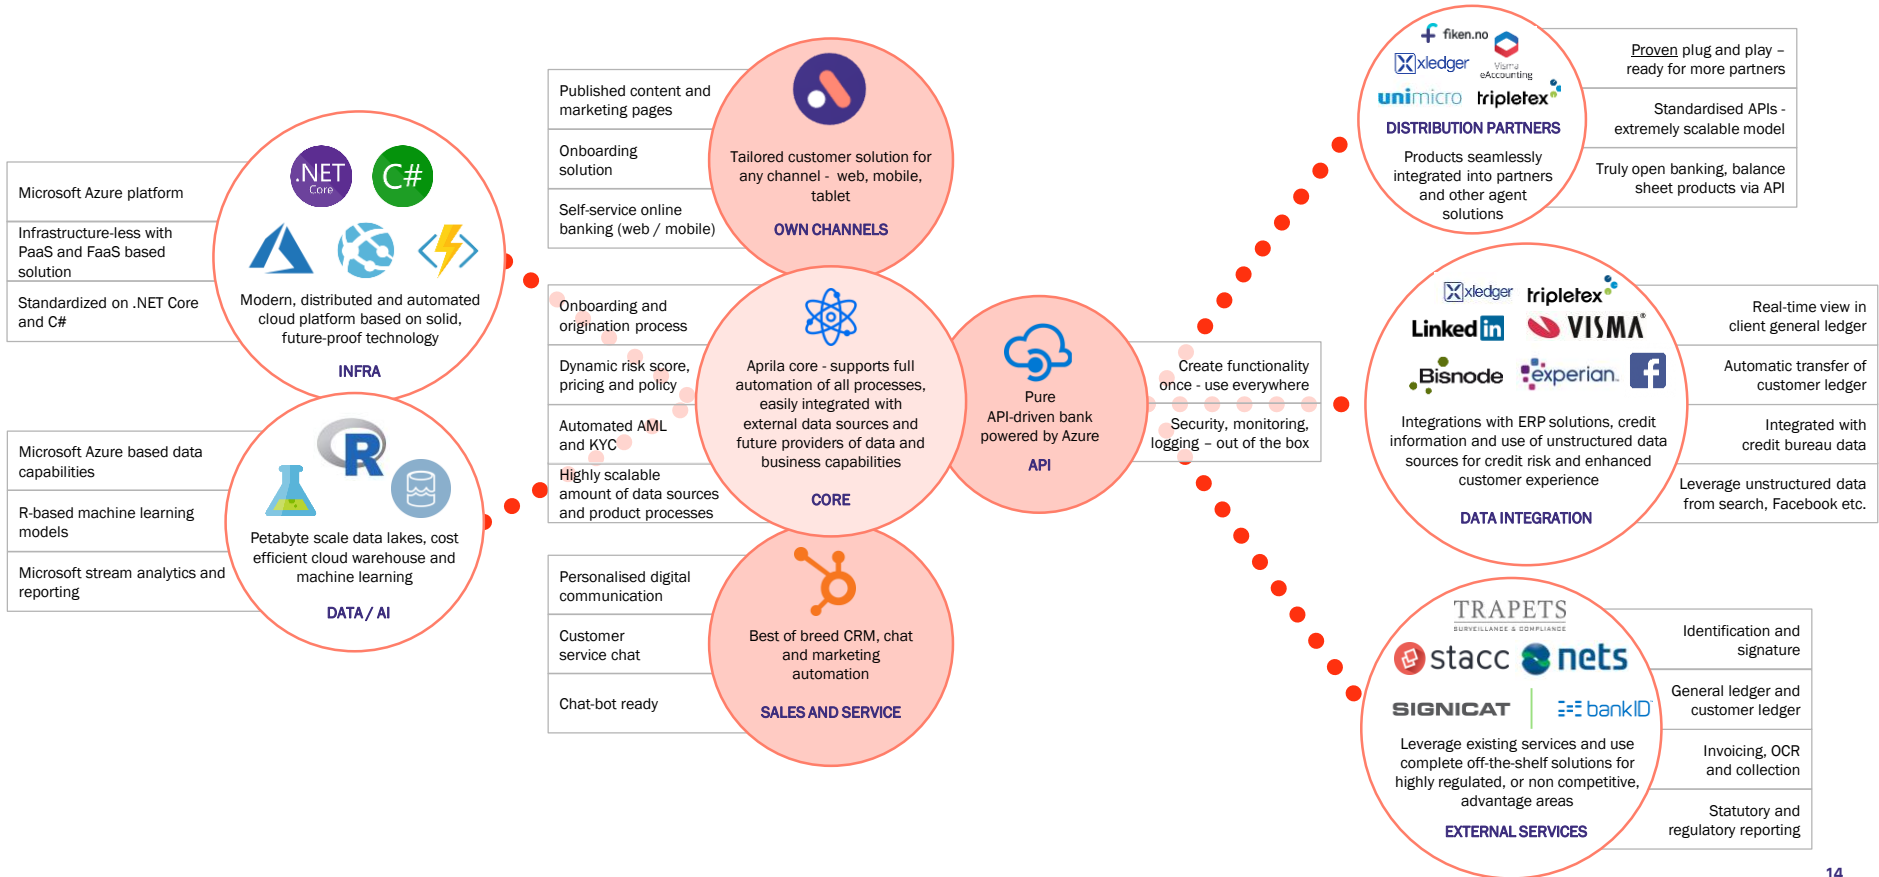 Microsoft Azure platform
Infrastructure-less with
PaaS and FaaS based
solution
Standardized on .NET Core
and C#
.NET
Core
C#
Modern, distributed and automated
cloud platform based on solid,
future-proof technology
INFRA
Microsoft Azure based data
capabilities
R-based machine learning
models
Microsoft stream analytics and
reporting
R
Petabyte scale data lakes, cost
efficient cloud warehouse and
machine learning
DATA / AI
Published content and
marketing pages
Onboarding
solution
Self-service online
banking (web / mobile)
Tailored customer solution for
any channel - web, mobile,
tablet
OWN CHANNELS
Onboarding and
origination process
Dynamic risk score,
pricing and policy
Automated AML
and KYC
Highly scalable
amount of data sources
and product processes
Aprila core - supports full
automation of all processes,
easily integrated with
external data sources and
future providers of data and
business capabilities
CORE
Personalised digital
communication
Customer
service chat
Chat-bot ready
Best of breed CRM, chat
and marketing
automation
SALES AND SERVICE
Pure
API-driven bank
powered by Azure
API
Create functionality
once - use everywhere
Security, monitoring,
logging – out of the box
fiken.no
xledger
Visma
eAccounting
unimicro
tripletex
DISTRIBUTION PARTNERS
Products seamlessly
integrated into partners
and other agent
solutions
Proven plug and play –
ready for more partners
Standardised APIs -
extremely scalable model
Truly open banking, balance
sheet products via API
xledger
tripletex
Linked in
VISMA
Bisnode
experian.
f
Integrations with ERP solutions, credit
information and use of unstructured data
sources for credit risk and enhanced
customer experience
DATA INTEGRATION
Real-time view in
client general ledger
Automatic transfer of
customer ledger
Integrated with
credit bureau data
Leverage unstructured data
from search, Facebook etc.
TRAPETS
SURVEILLANCE & COMPLIANCE
stacc
nets
SIGNICAT
bankID
Leverage existing services and use
complete off-the-shelf solutions for
highly regulated, or non competitive,
advantage areas
EXTERNAL SERVICES
Identification and
signature
General ledger and
customer ledger
Invoicing, OCR
and collection
Statutory and
regulatory reporting
14